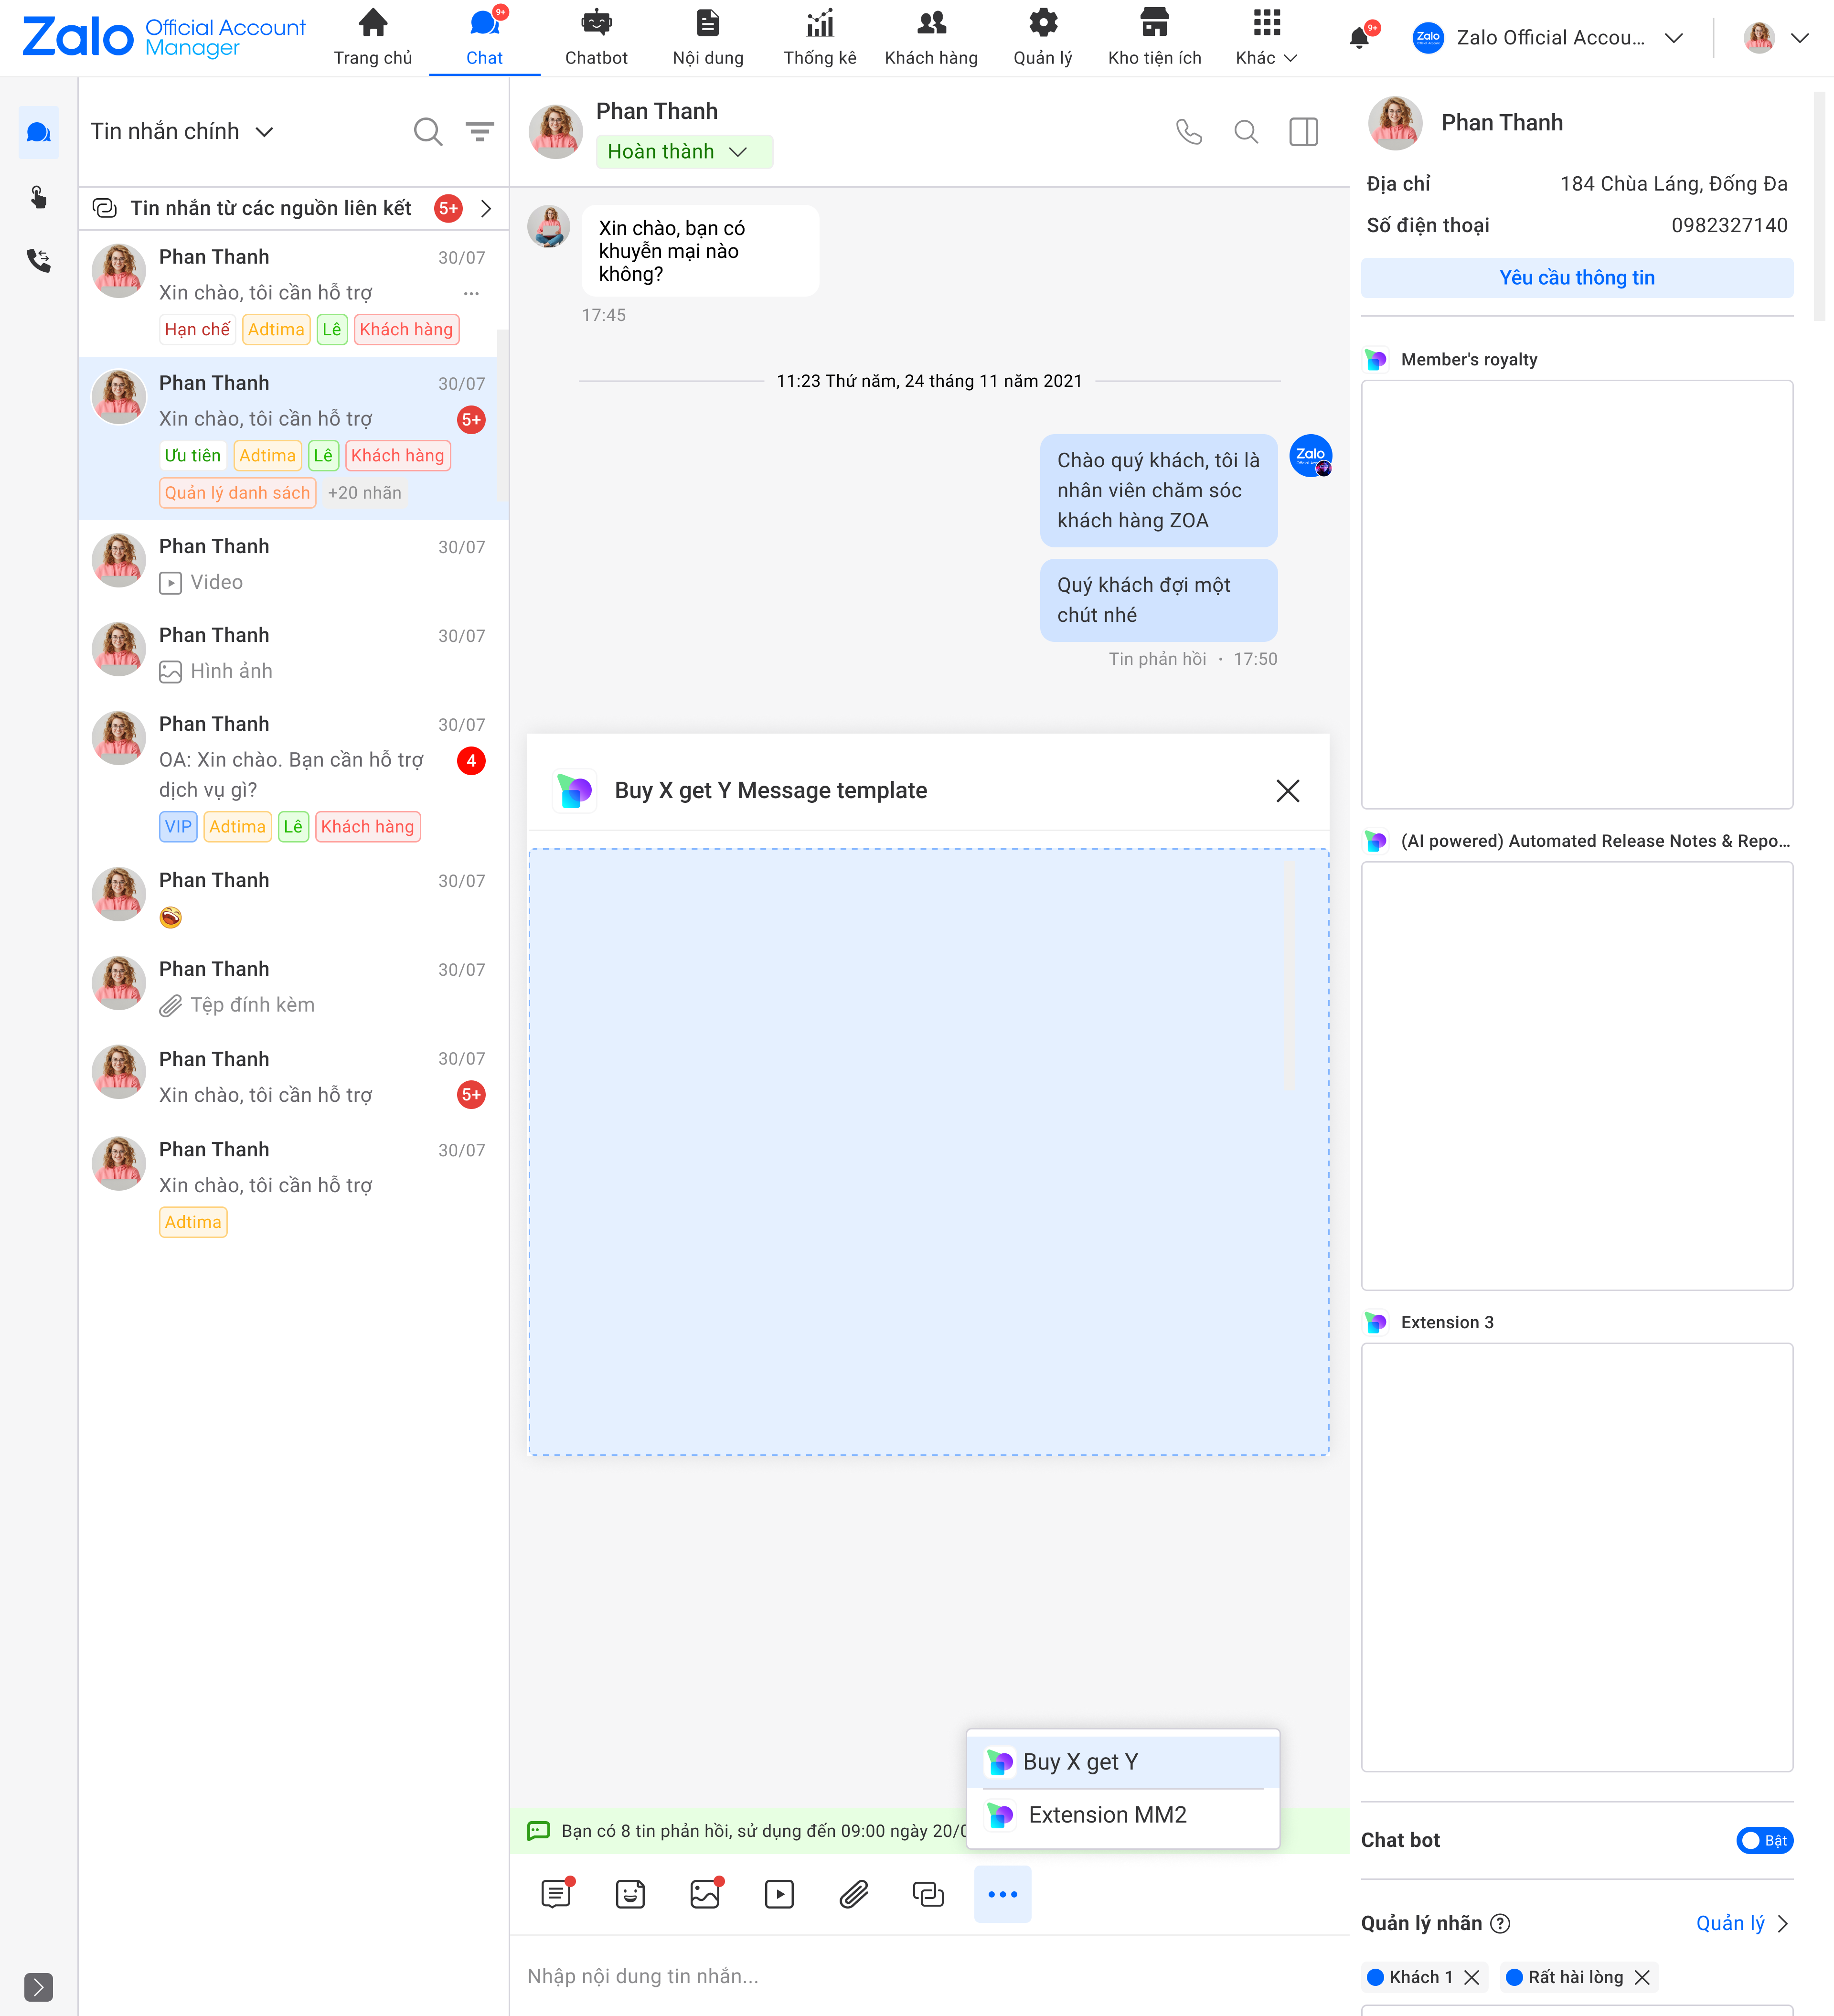 Zalo Official Account Manager
Trang chủ
9+
Chat
Chatbot
Nội dung
Thống kê
Khách hàng
Quản lý
Kho tiện ích
Khác
9+
Zalo
Zalo Official Accou...
Tin nhắn chính
Tin nhắn từ các nguồn liên kết
5+
Phan Thanh
30/07
Xin chào, tôi cần hỗ trợ
Hạn chế Adtima Lê Khách hàng
Phan Thanh
30/07
Xin chào, tôi cần hỗ trợ
5+
Ưu tiên Adtima Lê Khách hàng
Quản lý danh sách +20 nhãn
Phan Thanh
30/07
Video
Phan Thanh
30/07
Hình ảnh
Phan Thanh
30/07
OA: Xin chào. Bạn cần hỗ trợ
dịch vụ gì?
4
VIP Adtima Lê Khách hàng
Phan Thanh
30/07
Phan Thanh
30/07
Tệp đính kèm
Phan Thanh
30/07
Xin chào, tôi cần hỗ trợ
5+
Phan Thanh
30/07
Xin chào, tôi cần hỗ trợ
Adtima
Phan Thanh
Hoàn thành
Xin chào, bạn có
khuyễn mại nào
không?
17:45
11:23 Thứ năm, 24 tháng 11 năm 2021
Chào quý khách, tôi là
nhân viên chăm sóc
khách hàng ZOA
Zalo
Quý khách đợi một
chút nhé
Tin phản hồi • 17:50
Buy X get Y Message template
Buy X get Y
Extension MM2
Bạn có 8 tin phản hồi, sử dụng đến 09:00 ngày
Nhập nội dung tin nhắn...
Phan Thanh
Địa chỉ
184 Chùa Láng, Đống Đa
Số điện thoại
0982327140
Yêu cầu thông tin
Member's royalty
(AI powered) Automated Release Notes & Repo...
Extension 3
Chat bot
Bật
Quản lý nhãn
Quản lý
Khách 1
Rất hài lòng